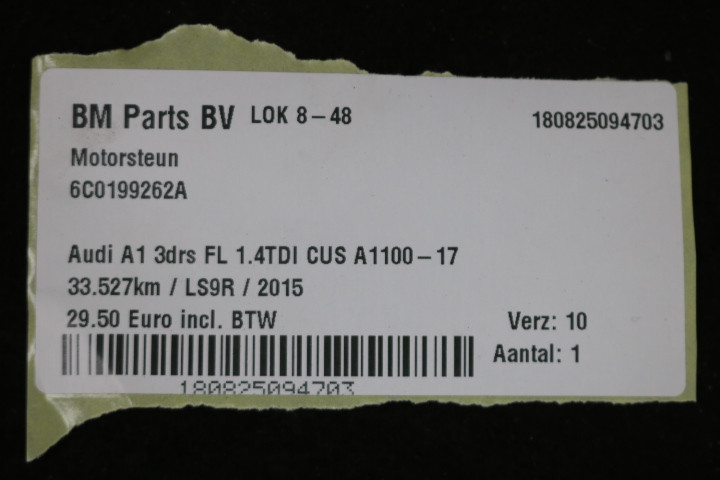 BM Parts BV LOK 8-48 180825094703
Motorsteun
6C0199262A
Audi A1 3drs FL 1.4TDI CUS A1100-17
33.527km / LS9R / 2015
29.50 Euro incl. BTW Verz: 10
Aantal: 1
180825094703